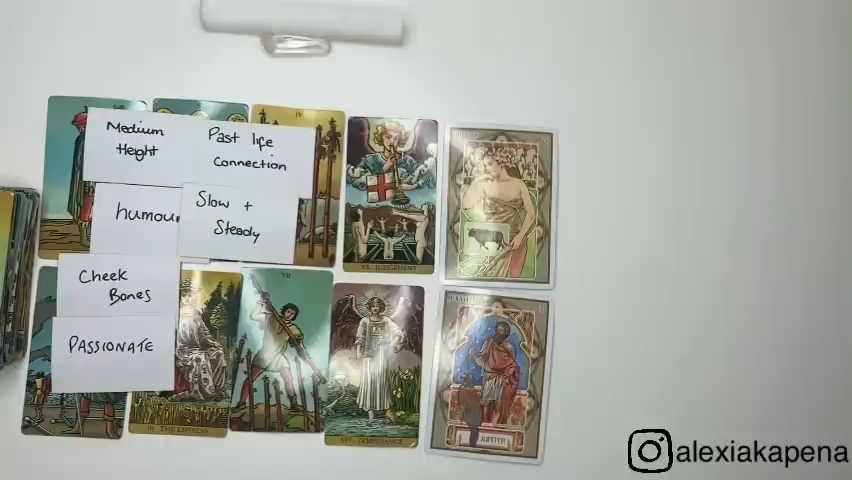 Medium
Height
Past life
Connection
humour
Slow +
Steady
Cheek
Bones
PASSIONATE
IV
XX JUDGEMENT
III THE EMPRESS
VII
XIV TEMPERANCE
JUPITER
alexiakapena